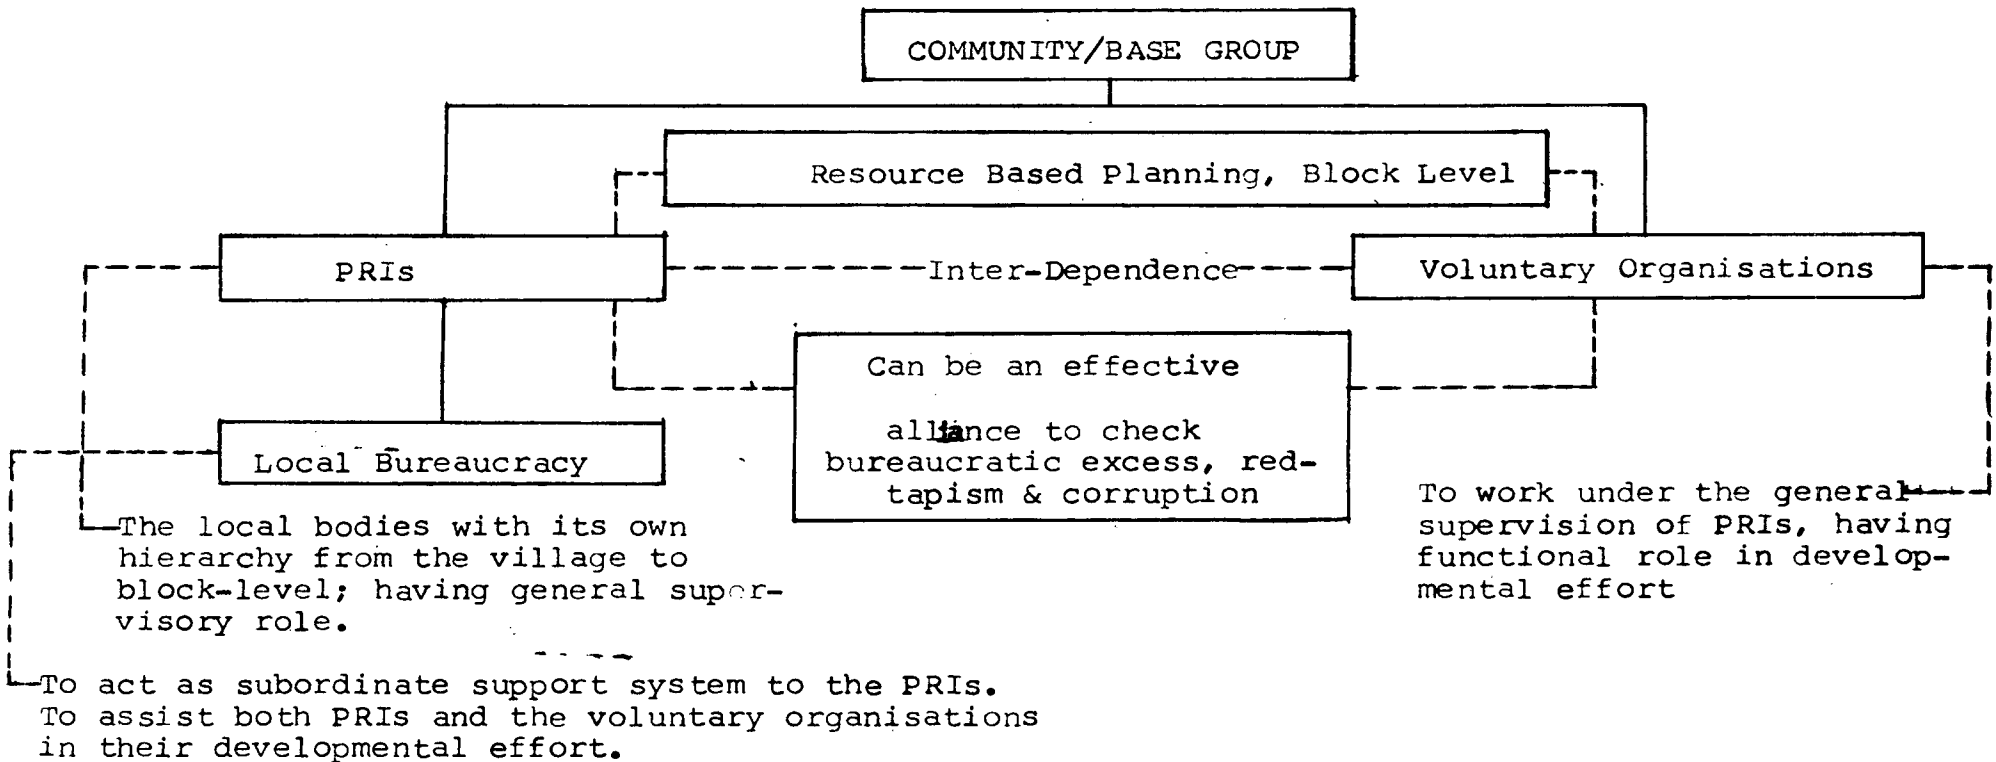 COMMUNITY/BASE GROUP
Resource Based Planning, Block Level
PRIs
Inter-Dependence
Voluntary Organisations
Can be an effective
alliance to check
bureaucratic excess, red-
tapism & corruption
Local Bureaucracy
To work under the general
supervision of PRIs, having
functional role in develop-
mental effort
The local bodies with its own
hierarchy from the village to
block-level; having general super-
visory role.
To act as subordinate support system to the PRIs.
To assist both PRIs and the voluntary organisations
in their developmental effort.